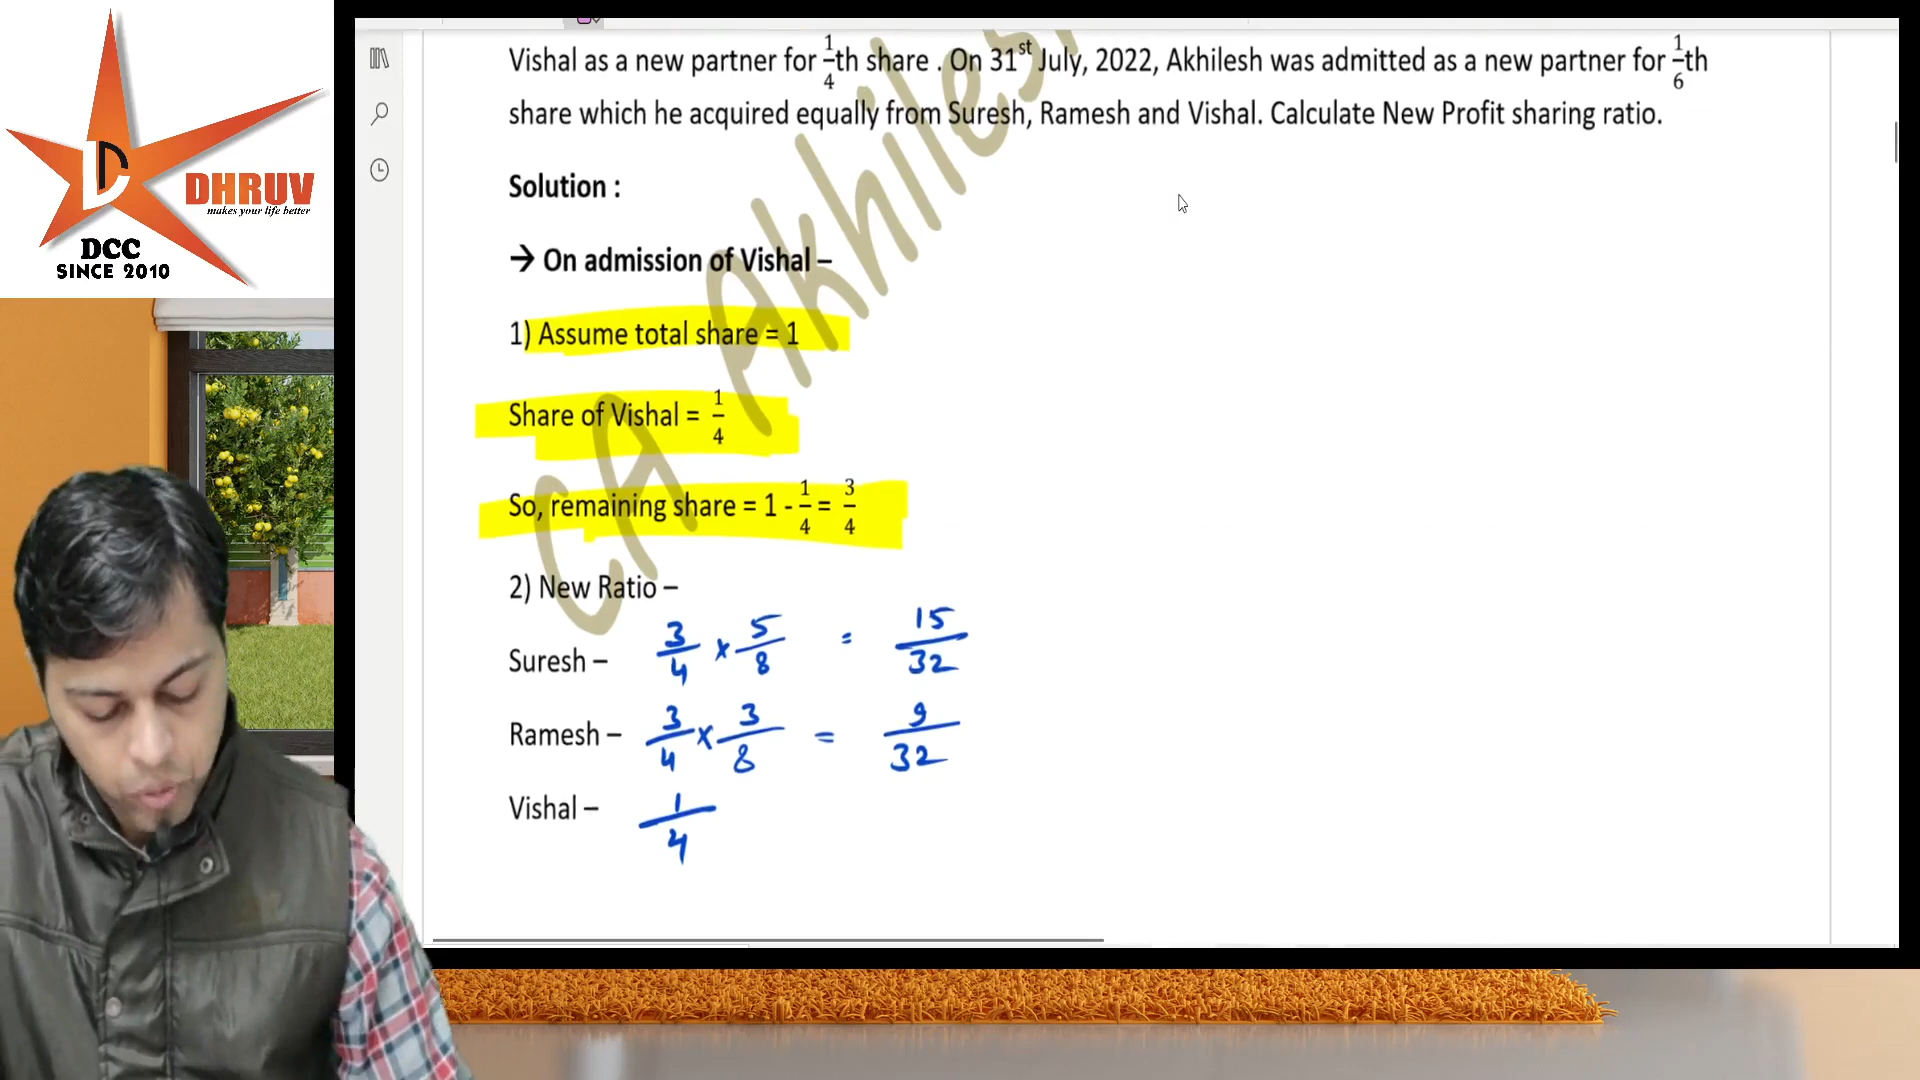 DHRUV
makes your life better
DCC
SINCE 2010
Vishal as a new partner for 1/4th share . On 31st July, 2022, Akhilesh was admitted as a new partner for 1/6th
share which he acquired equally from Suresh, Ramesh and Vishal. Calculate New Profit sharing ratio.
Solution :
→ On admission of Vishal –
1) Assume total share = 1
Share of Vishal = 1/4
So, remaining share = 1 - 1/4 = 3/4
2) New Ratio –
Suresh – 3/4 × 5/8 = 15/32
Ramesh – 3/4 × 3/8 = 9/32
Vishal – 1/4
CA Akhilesh